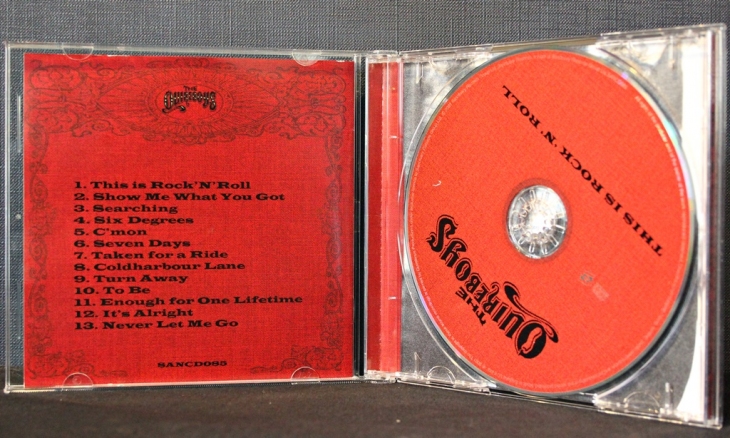 THE
QUIREBOYS
1. This is Rock'N'Roll
2. Show Me What You Got
3. Searching
4. Six Degrees
5. C'mon
6. Seven Days
7. Taken for a Ride
8. Coldharbour Lane
9. Turn Away
10. To Be
11. Enough for One Lifetime
12. It's Alright
13. Never Let Me Go
SANCD085
THIS IS ROCK 'N' ROLL
THE
QUIREBOYS